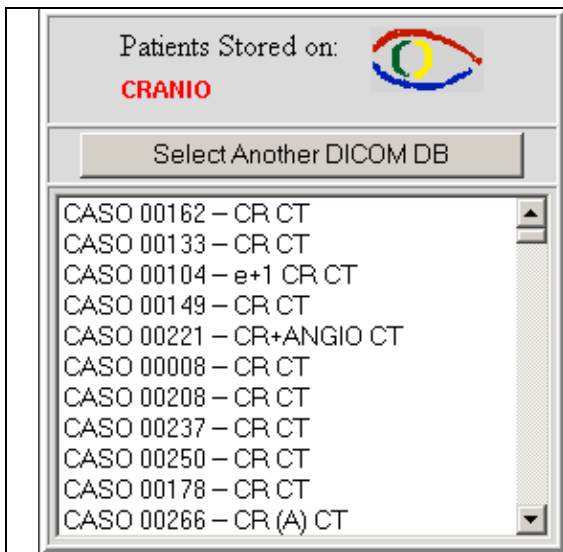 Patients Stored on:
CRANIO
Select Another DICOM DB
CASO 00162 – CR CT
CASO 00133 – CR CT
CASO 00104 – e+1 CR CT
CASO 00149 – CR CT
CASO 00221 – CR+ANGIO CT
CASO 00008 – CR CT
CASO 00208 – CR CT
CASO 00237 – CR CT
CASO 00250 – CR CT
CASO 00178 – CR CT
CASO 00266 – CR (A) CT